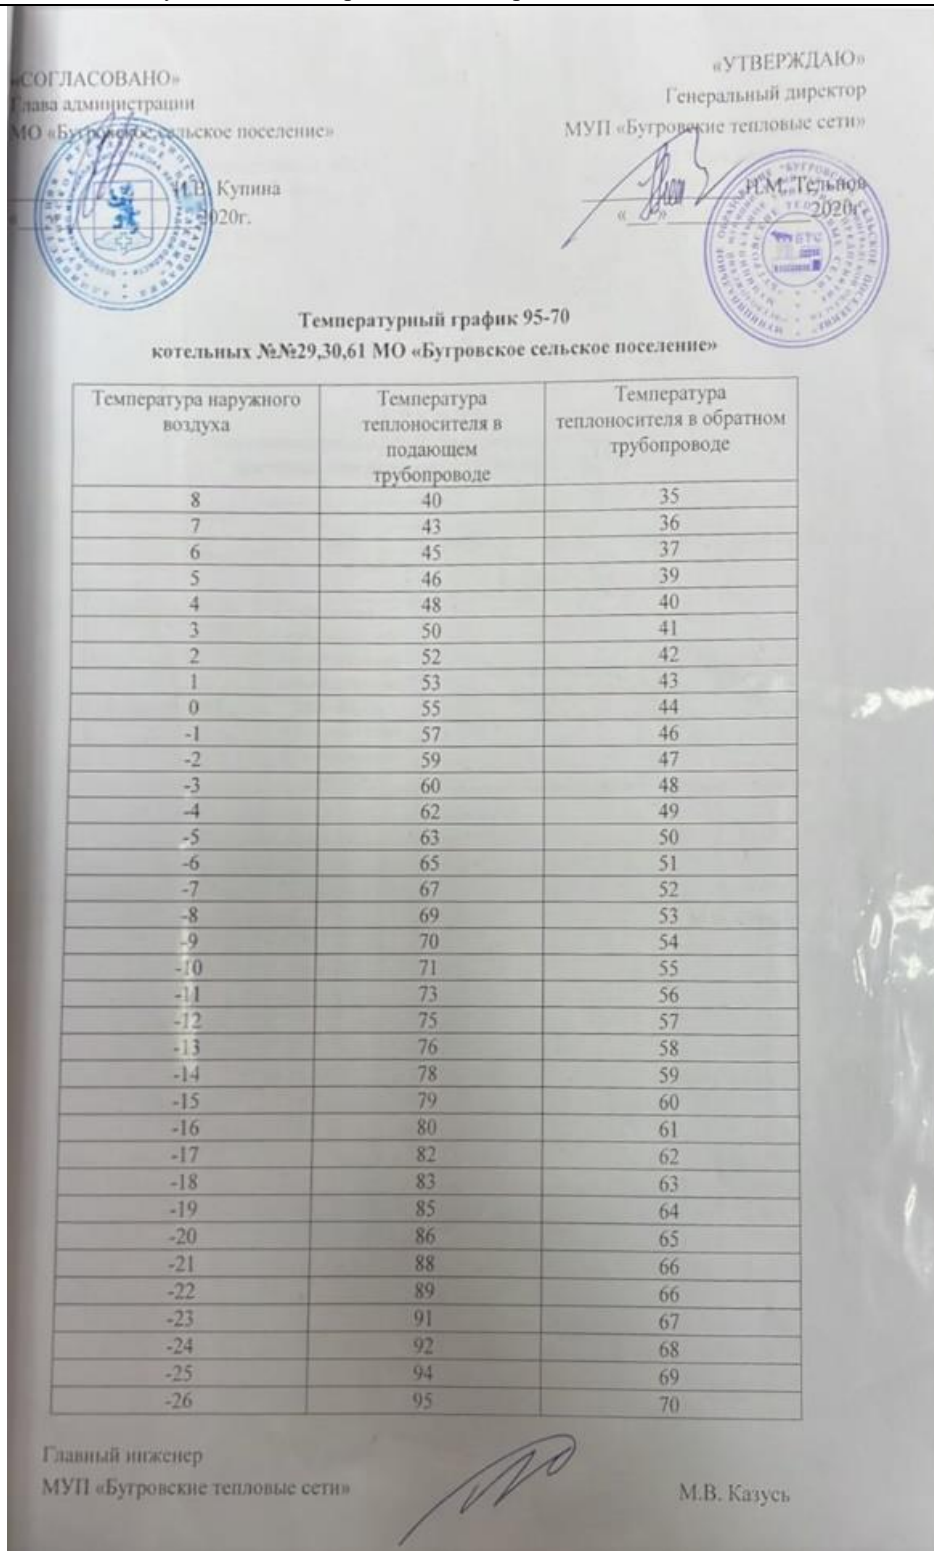 «СОГЛАСОВАНО»
Глава администрации
МО «Бугровское сельское поселение»
И.В. Купина
2020г.
«УТВЕРЖДАЮ»
Генеральный директор
МУП «Бугровские тепловые сети»
Н.М. Тельнов
« » 2020г.
Температурный график 95-70
котельных №№29,30,61 МО «Бугровское сельское поселение»
Температура наружного воздуха
Температура теплоносителя в подающем трубопроводе
Температура теплоносителя в обратном трубопроводе
8 40 35
7 43 36
6 45 37
5 46 39
4 48 40
3 50 41
2 52 42
1 53 43
0 55 44
-1 57 46
-2 59 47
-3 60 48
-4 62 49
-5 63 50
-6 65 51
-7 67 52
-8 69 53
-9 70 54
-10 71 55
-11 73 56
-12 75 57
-13 76 58
-14 78 59
-15 79 60
-16 80 61
-17 82 62
-18 83 63
-19 85 64
-20 86 65
-21 88 66
-22 89 66
-23 91 67
-24 92 68
-25 94 69
-26 95 70
Главный инженер
МУП «Бугровские тепловые сети»
М.В. Казусь